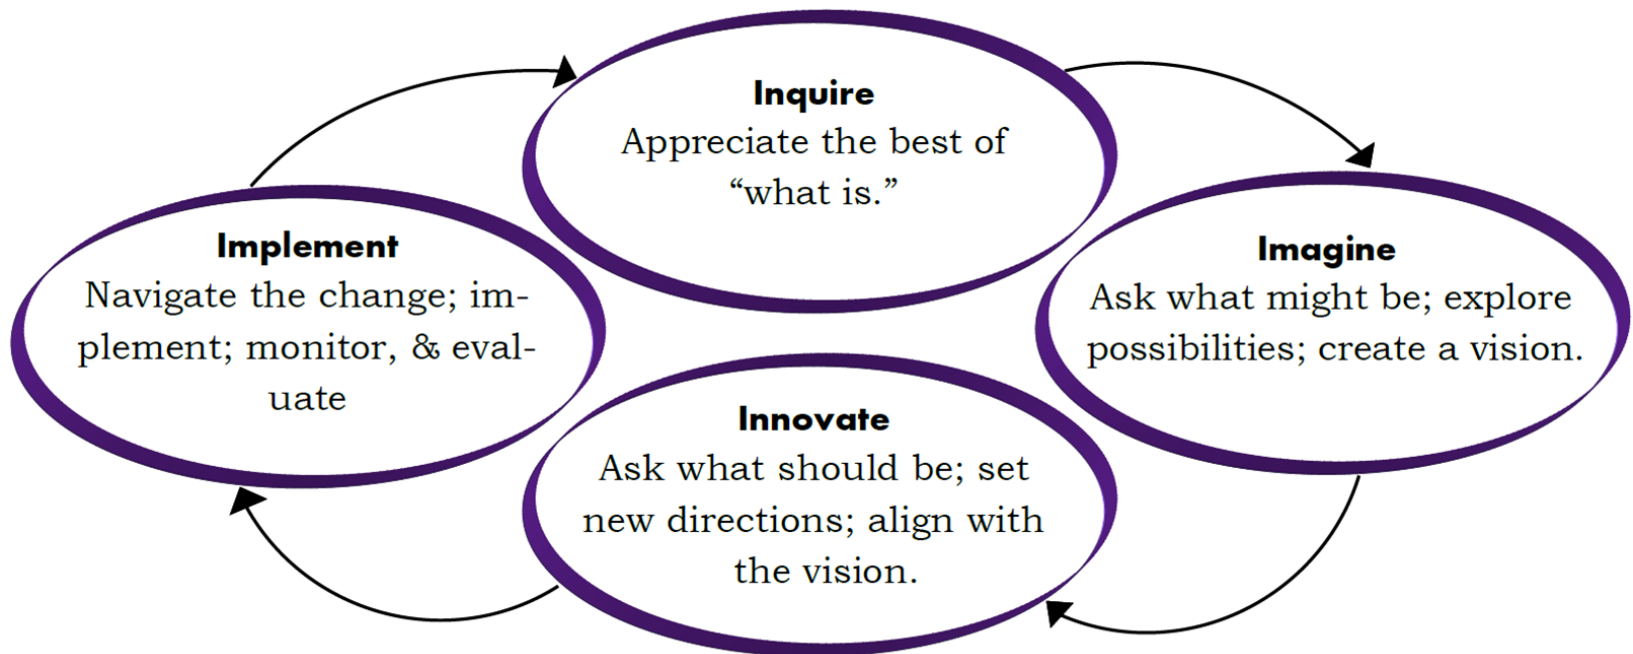 Inquire
Appreciate the best of
“what is.”
Imagine
Ask what might be; explore
possibilities; create a vision.
Innovate
Ask what should be; set
new directions; align with
the vision.
Implement
Navigate the change; im-
plement; monitor, & eval-
uate